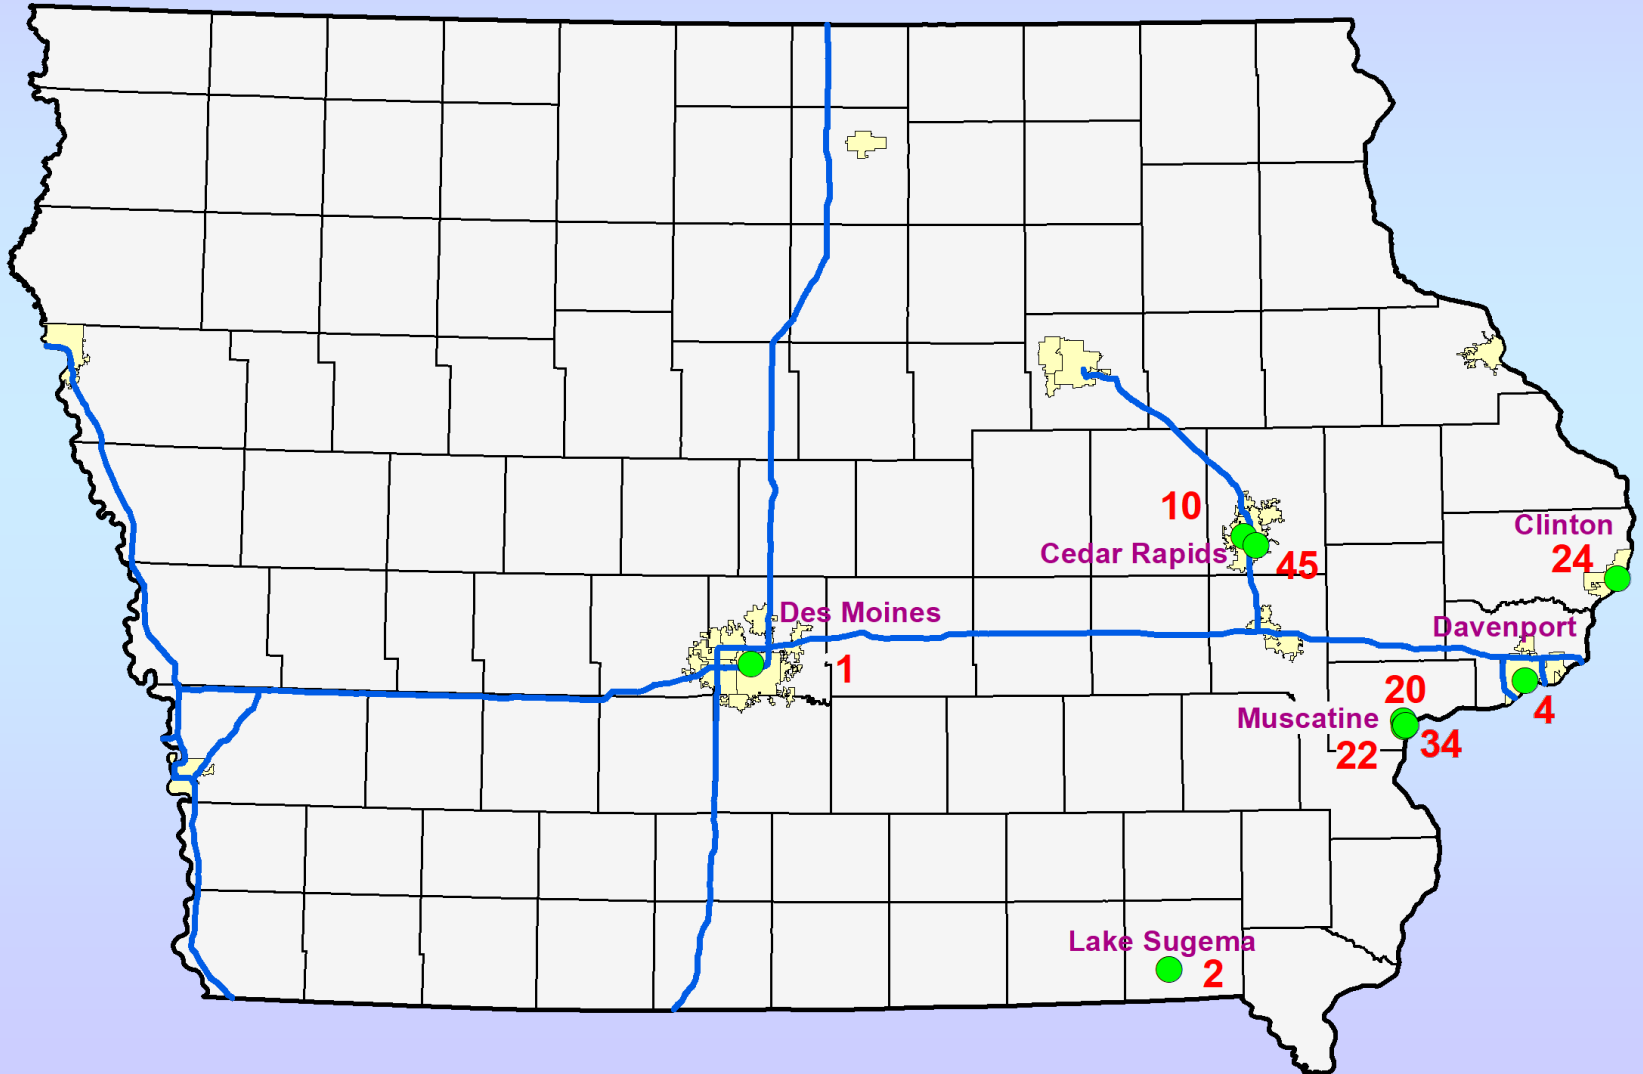 10
Clinton
Cedar Rapids
45
24
Des Moines
Davenport
1
20
4
Muscatine
22
34
Lake Sugema
2